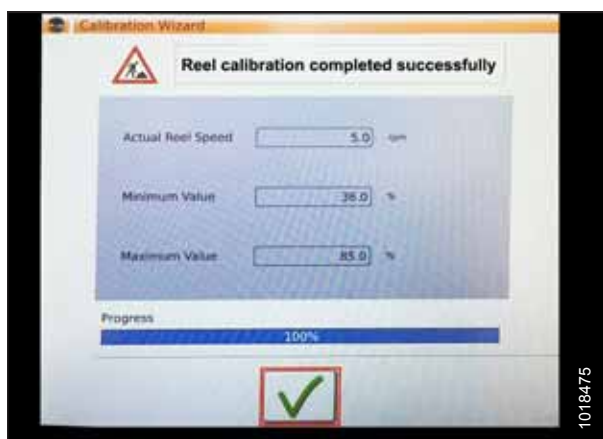 Calibration Wizard
Reel calibration completed successfully
Actual Reel Speed 5.0 rpm
Minimum Value 36.0 %
Maximum Value 85.0 %
Progress
100%
1018475